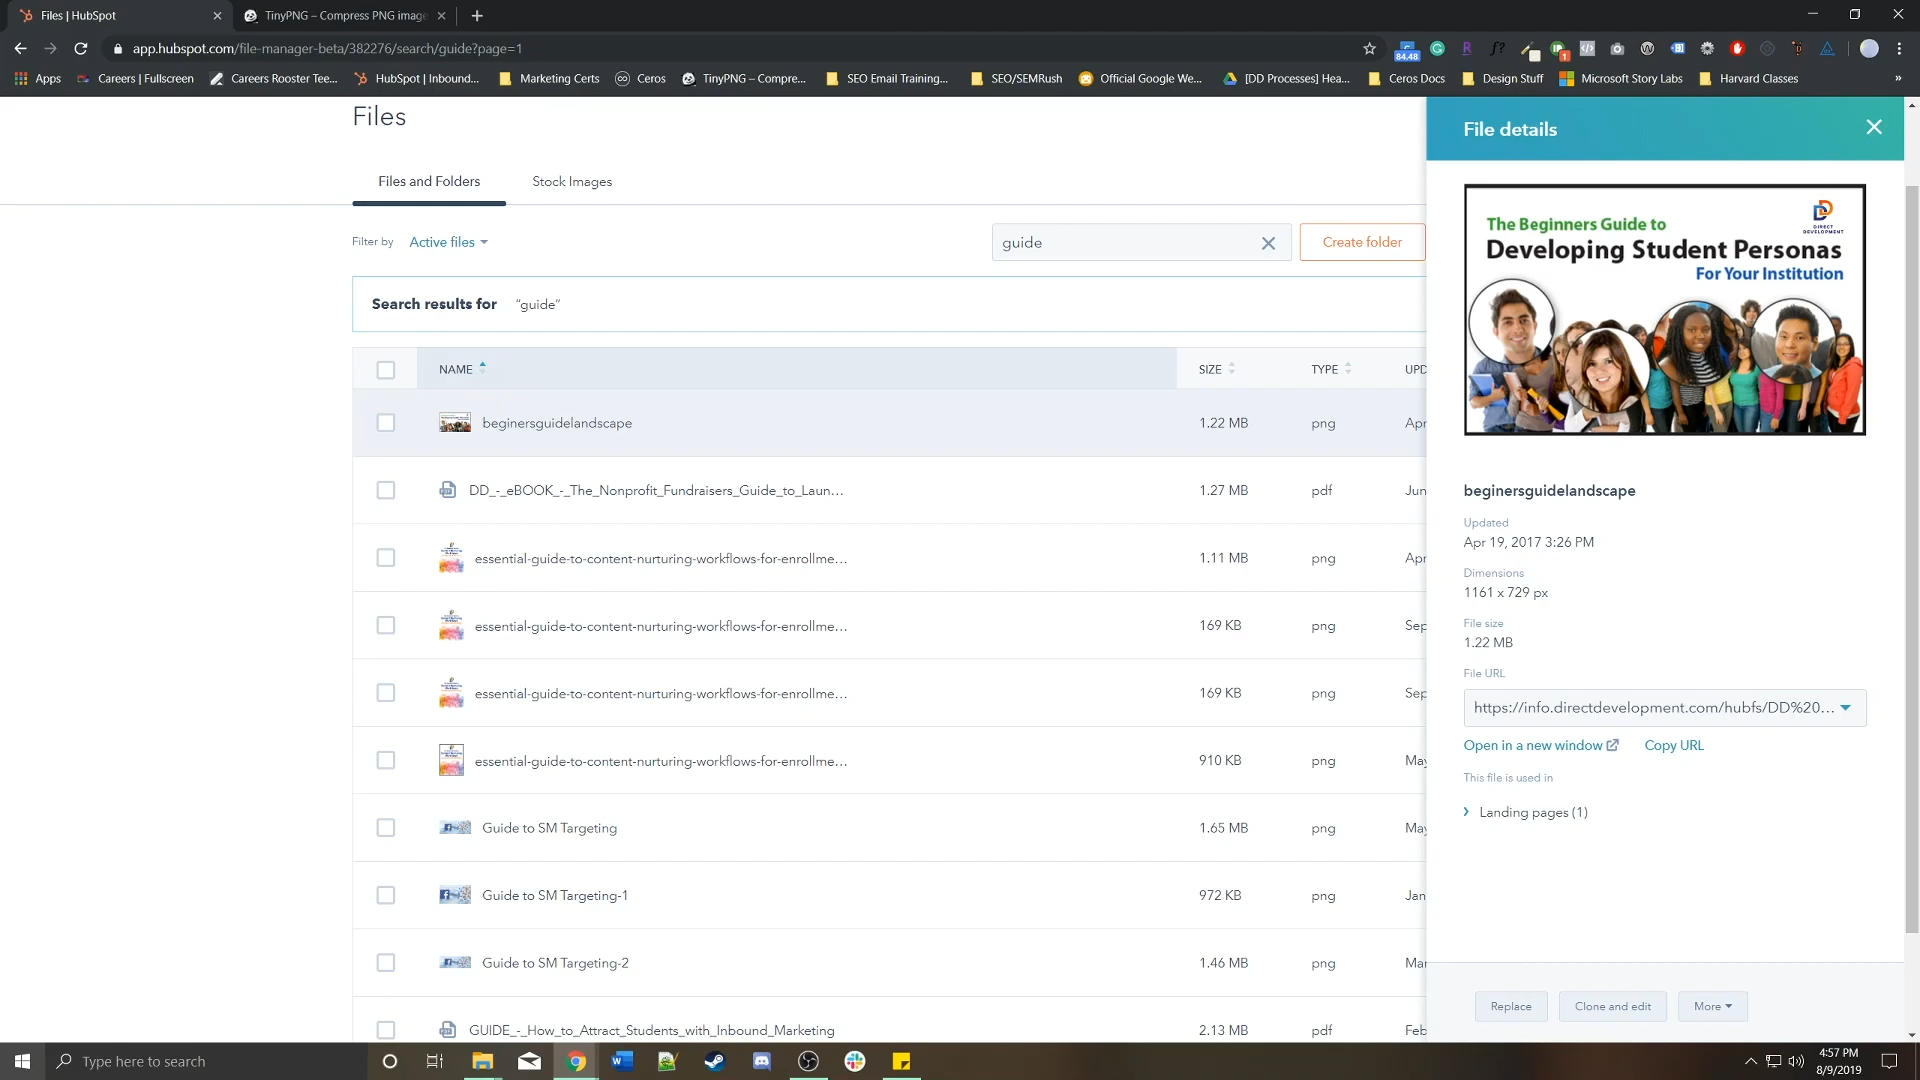 Files | HubSpot
TinyPNG – Compress PNG image
app.hubspot.com/file-manager-beta/382276/search/guide?page=1
84.48
Apps
Careers | Fullscreen
Careers Rooster Tee...
HubSpot | Inbound...
Marketing Certs
Ceros
TinyPNG – Compre...
SEO Email Training...
SEO/SEMRush
Official Google We...
[DD Processes] Hea...
Ceros Docs
Design Stuff
Microsoft Story Labs
Harvard Classes
»
Files
Files and Folders
Stock Images
Filter by
Active files
guide
Create folder
Search results for "guide"
NAME
SIZE
TYPE
UPD
beginersguidelandscape
1.22 MB
png
Apr
DD_-_eBOOK_-_The_Nonprofit_Fundraisers_Guide_to_Laun...
1.27 MB
pdf
Jun
essential-guide-to-content-nurturing-workflows-for-enrollme...
1.11 MB
png
Apr
essential-guide-to-content-nurturing-workflows-for-enrollme...
169 KB
png
Sep
essential-guide-to-content-nurturing-workflows-for-enrollme...
169 KB
png
Sep
essential-guide-to-content-nurturing-workflows-for-enrollme...
910 KB
png
May
Guide to SM Targeting
1.65 MB
png
May
Guide to SM Targeting-1
972 KB
png
Jan
Guide to SM Targeting-2
1.46 MB
png
Mar
GUIDE_-_How_to_Attract_Students_with_Inbound_Marketing
2.13 MB
pdf
Feb
File details
The Beginners Guide to
Developing Student Personas
For Your Institution
DIRECT
DEVELOPMENT
beginersguidelandscape
Updated
Apr 19, 2017 3:26 PM
Dimensions
1161 x 729 px
File size
1.22 MB
File URL
https://info.directdevelopment.com/hubfs/DD%20...
Open in a new window
Copy URL
This file is used in
Landing pages (1)
Replace
Clone and edit
More
Type here to search
4:57 PM
8/9/2019